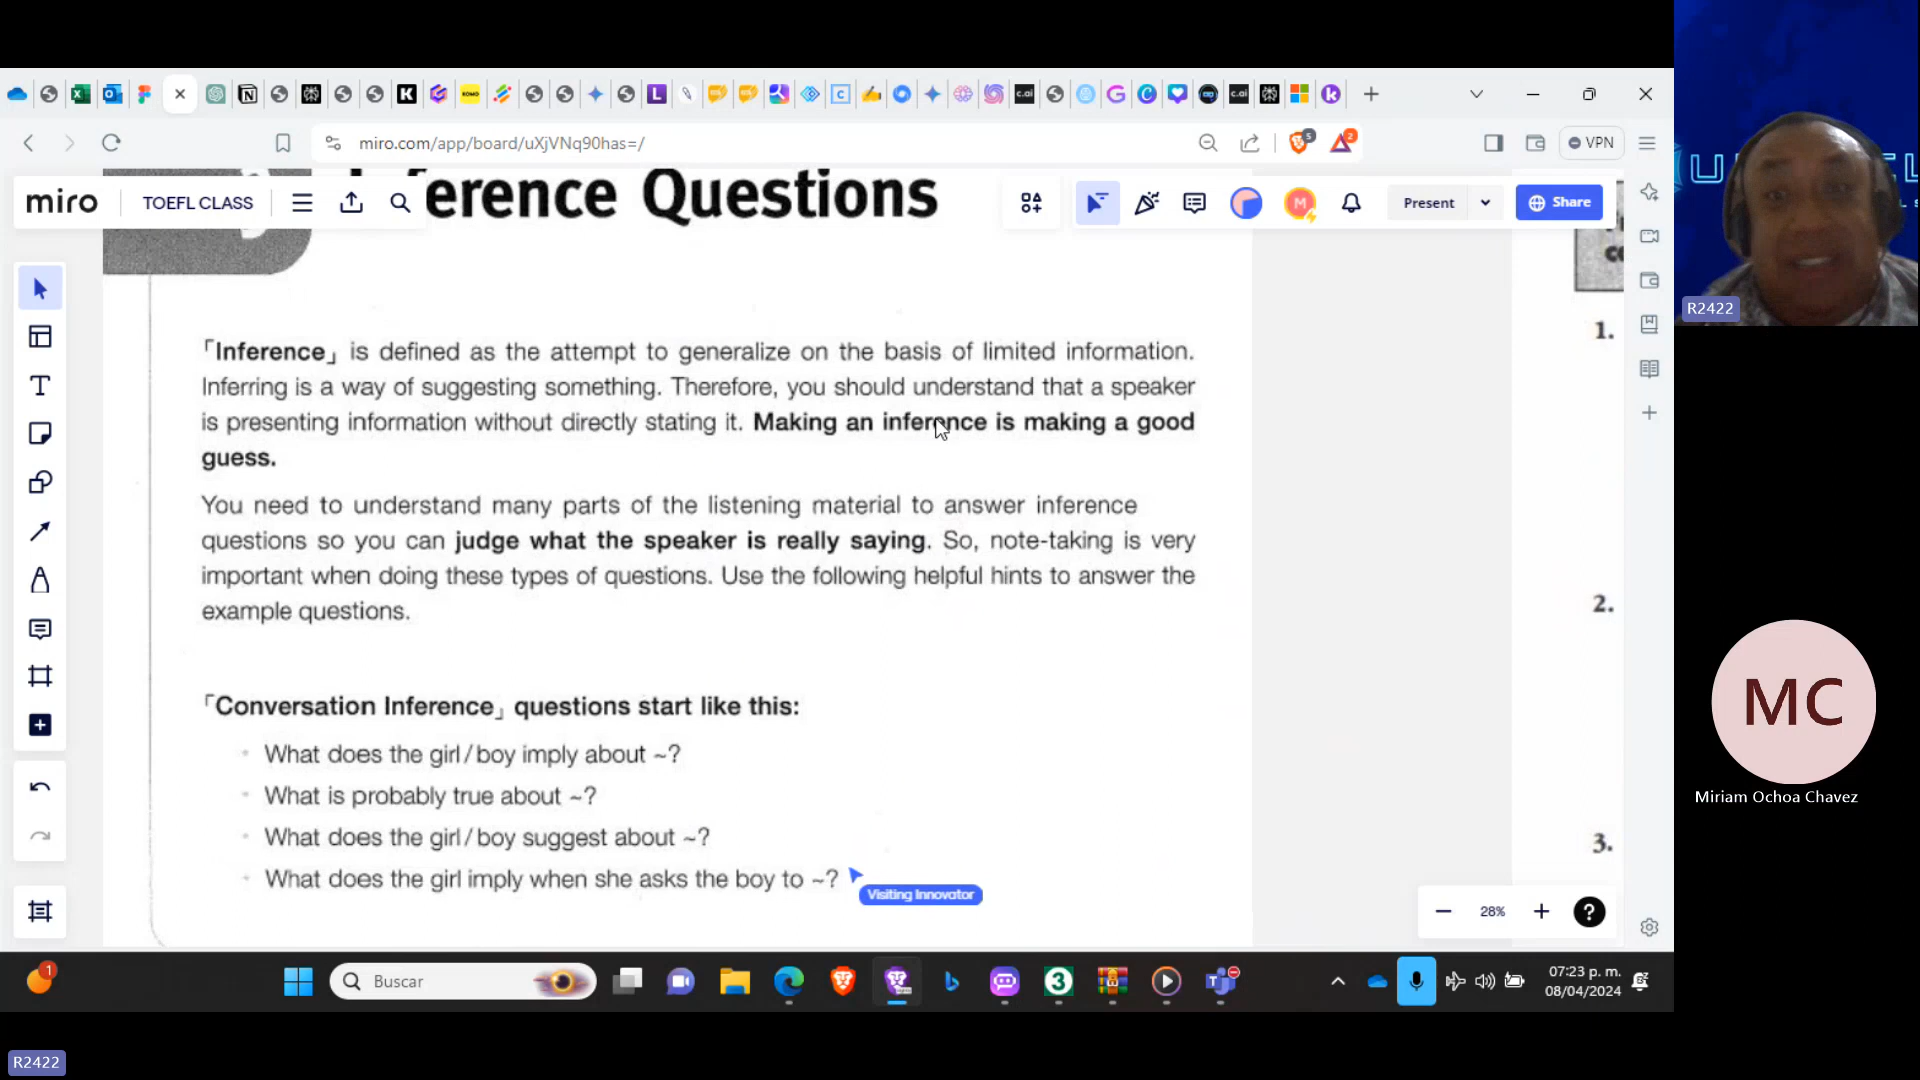 miro.com/app/board/uXjVNq90has=/
VPN
miro
TOEFL CLASS
ference Questions
Present
Share
「Inference」 is defined as the attempt to generalize on the basis of limited information.
Inferring is a way of suggesting something. Therefore, you should understand that a speaker
is presenting information without directly stating it. Making an inference is making a good
guess.
You need to understand many parts of the listening material to answer inference
questions so you can judge what the speaker is really saying. So, note-taking is very
important when doing these types of questions. Use the following helpful hints to answer the
example questions.
「Conversation Inference」 questions start like this:
What does the girl/boy imply about ~?
What is probably true about ~?
What does the girl/boy suggest about ~?
What does the girl imply when she asks the boy to ~?
Visiting Innovator
1.
2.
3.
28%
Buscar
07:23 p. m.
08/04/2024
R2422
MC
Miriam Ochoa Chavez
R2422